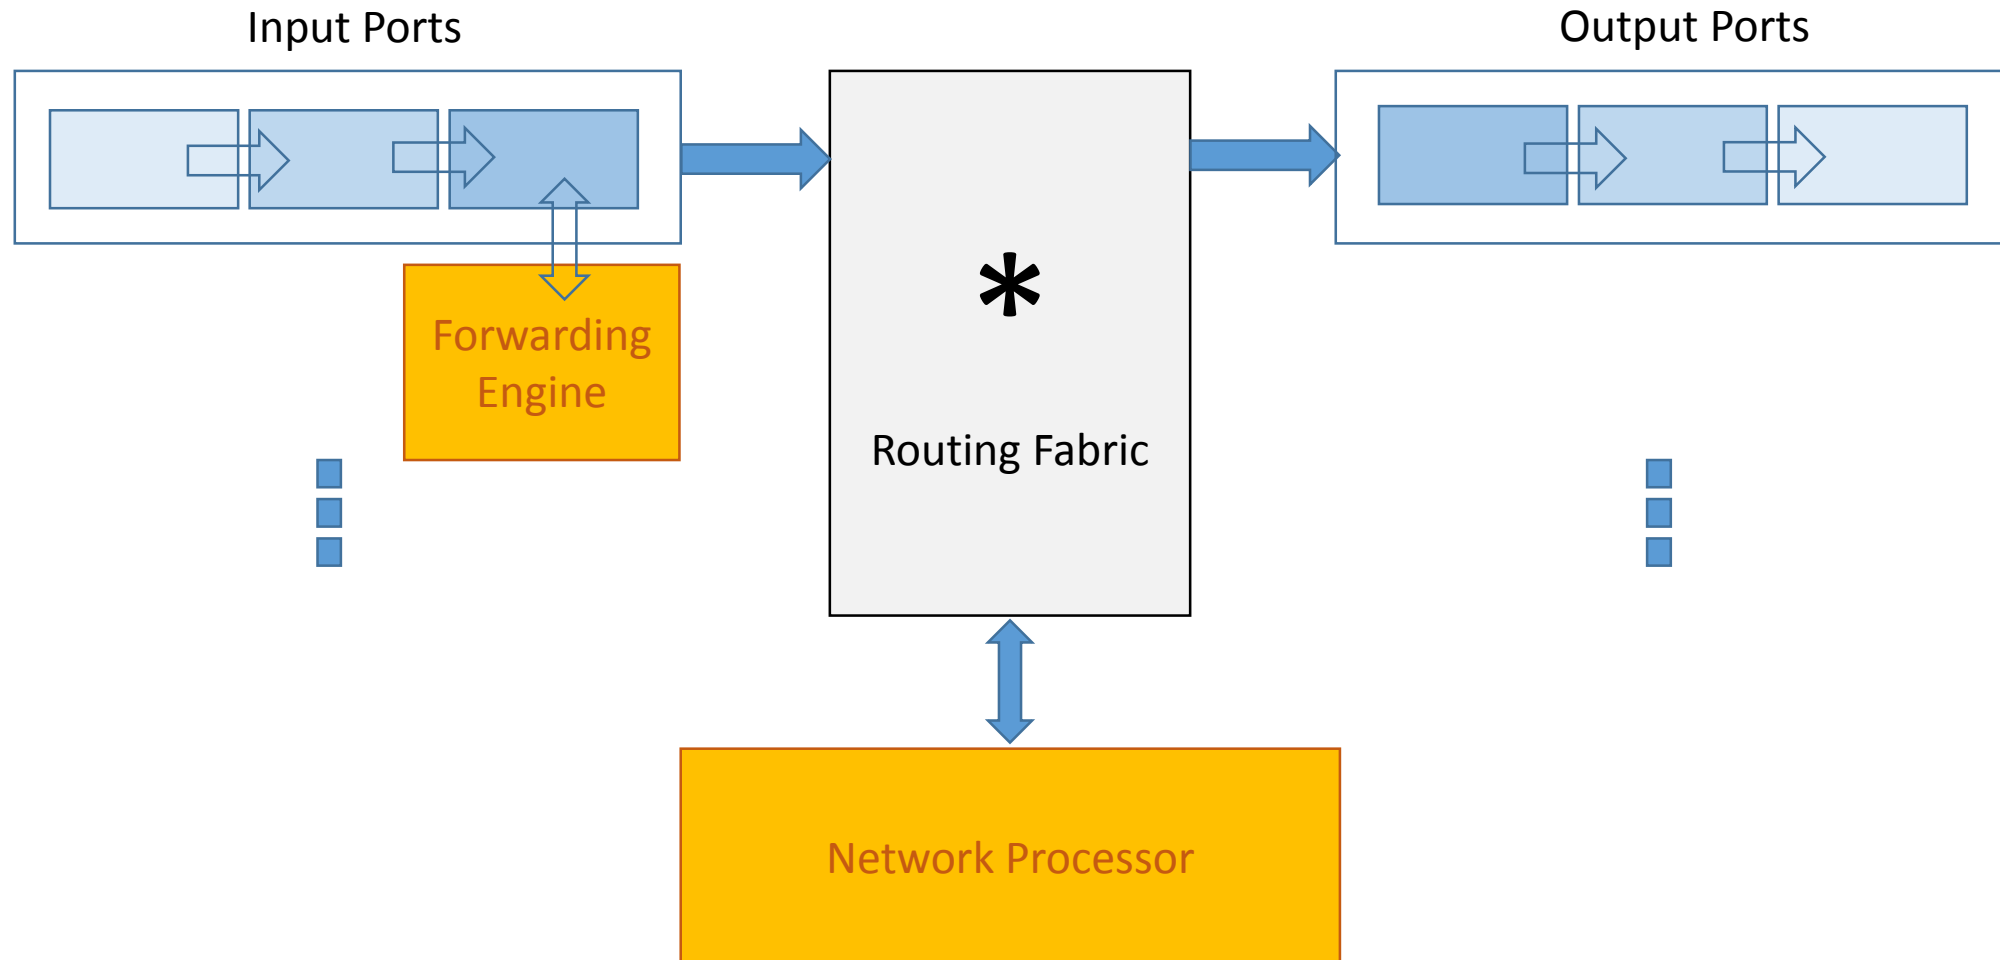 Input Ports
Output Ports
*
Forwarding
Engine
Routing Fabric
Network Processor